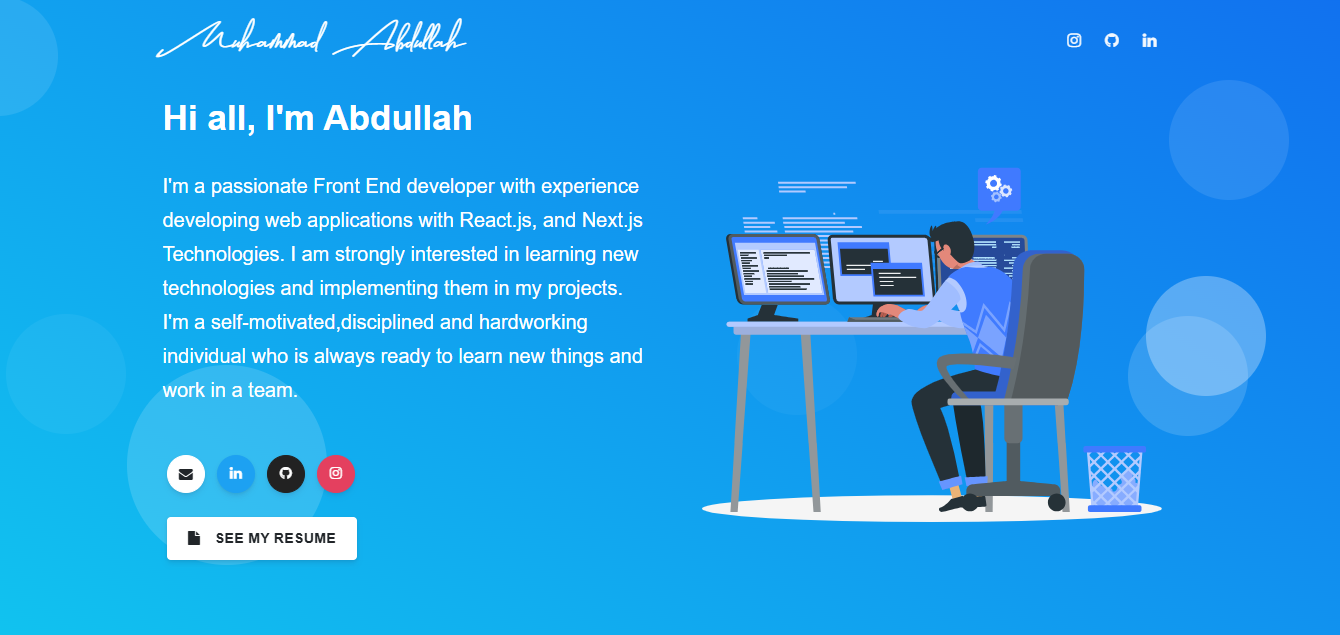 Muhammad Abdullah
Hi all, I'm Abdullah
I'm a passionate Front End developer with experience
developing web applications with React.js, and Next.js
Technologies. I am strongly interested in learning new
technologies and implementing them in my projects.
I'm a self-motivated,disciplined and hardworking
individual who is always ready to learn new things and
work in a team.
SEE MY RESUME